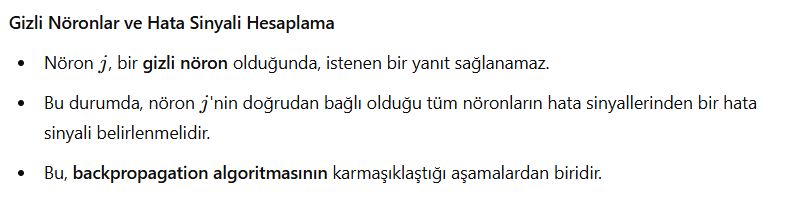 Gizli Nöronlar ve Hata Sinyali Hesaplama
• Nöron j, bir gizli nöron olduğunda, istenen bir yanıt sağlanamaz.
• Bu durumda, nöron j'nin doğrudan bağlı olduğu tüm nöronların hata sinyallerinden bir hata
sinyali belirlenmelidir.
• Bu, backpropagation algoritmasının karmaşıklaştığı aşamalardan biridir.